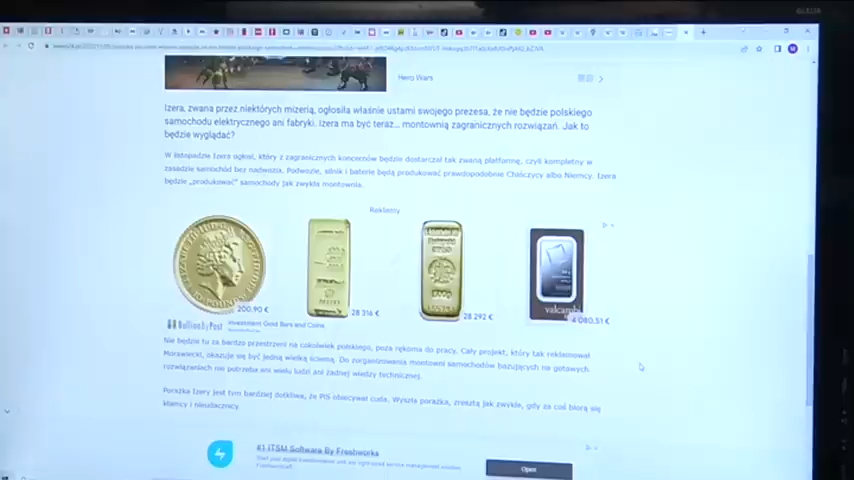 Hero Wars
Izera, zwana przez niektórych mizerią, ogłosiła właśnie ustami swojego prezesa, że nie będzie polskiego
samochodu elektrycznego ani fabryki. Izera ma być teraz... montownią zagranicznych rozwiązań. Jak to
będzie wyglądać?
W listopadzie Izera ogłosi, który z zagranicznych koncernów będzie dostarczał tak zwaną platformę, czyli kompletny w
zasadzie samochód bez nadwozia. Podwozie, silnik i baterie będą produkować prawdopodobnie Chińczycy albo Niemcy. Izera
będzie „produkować” samochody jak zwykła montownia.
Reklamy
200,90 €
28 316 €
28 292 €
valcambi
4 080,51 €
BullionByPost
Investment Gold Bars and Coins
Nie będzie tu za bardzo przestrzeni na cokolwiek polskiego, poza rękoma do pracy. Cały projekt, który tak reklamował
Morawiecki, okazuje się być jedną wielką ściemą. Do zorganizowania montowni samochodów bazujących na gotowych
rozwiązaniach nie potrzeba ani wielu ludzi ani żadnej wiedzy technicznej.
Porażka Izery jest tym bardziej dotkliwa, że PiS obiecywał cuda. Wyszła porażka, zresztą jak zwykle, gdy za coś biorą się
kłamcy i nieudacznicy.
#1 ITSM Software By Freshworks
Freshworks®
Open